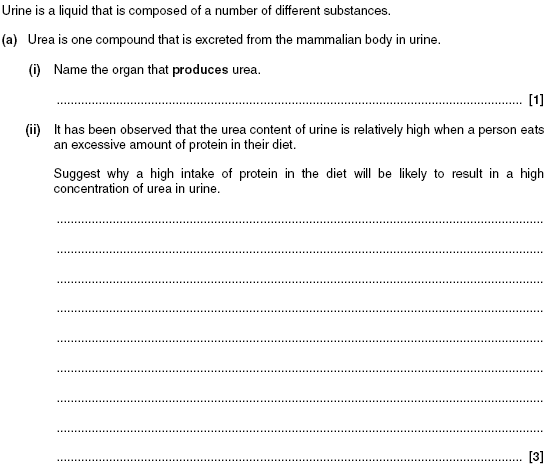 Urine is a liquid that is composed of a number of different substances.
(a) Urea is one compound that is excreted from the mammalian body in urine.
(i) Name the organ that produces urea.
.......................................................................................................................................... [1]
(ii) It has been observed that the urea content of urine is relatively high when a person eats
an excessive amount of protein in their diet.
Suggest why a high intake of protein in the diet will be likely to result in a high
concentration of urea in urine.
..................................................................................................................................................
..................................................................................................................................................
..................................................................................................................................................
..................................................................................................................................................
..................................................................................................................................................
..................................................................................................................................................
..................................................................................................................................................
..................................................................................................................................................
.......................................................................................................................................... [3]